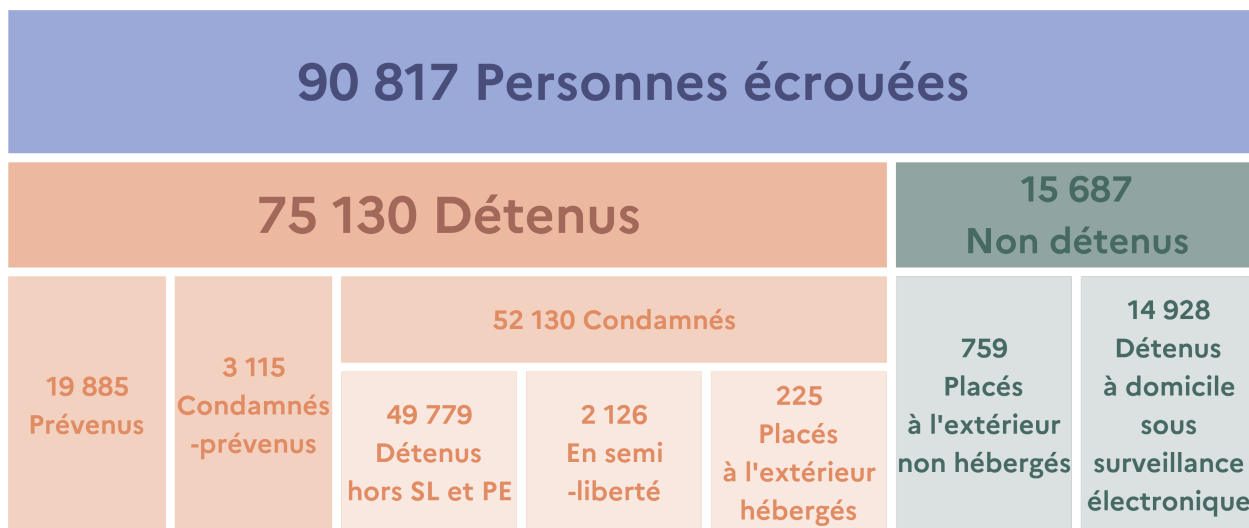 90 817 Personnes écrouées
75 130 Détenus
15 687
Non détenus
19 885
Prévenus
3 115
Condamnés
-prévenus
52 130 Condamnés
49 779
Détenus
hors SL et PE
2 126
En semi
-liberté
225
Placés
à l'extérieur
hébergés
759
Placés
à l'extérieur
non hébergés
14 928
Détenus
à domicile
sous
surveillance
électronique